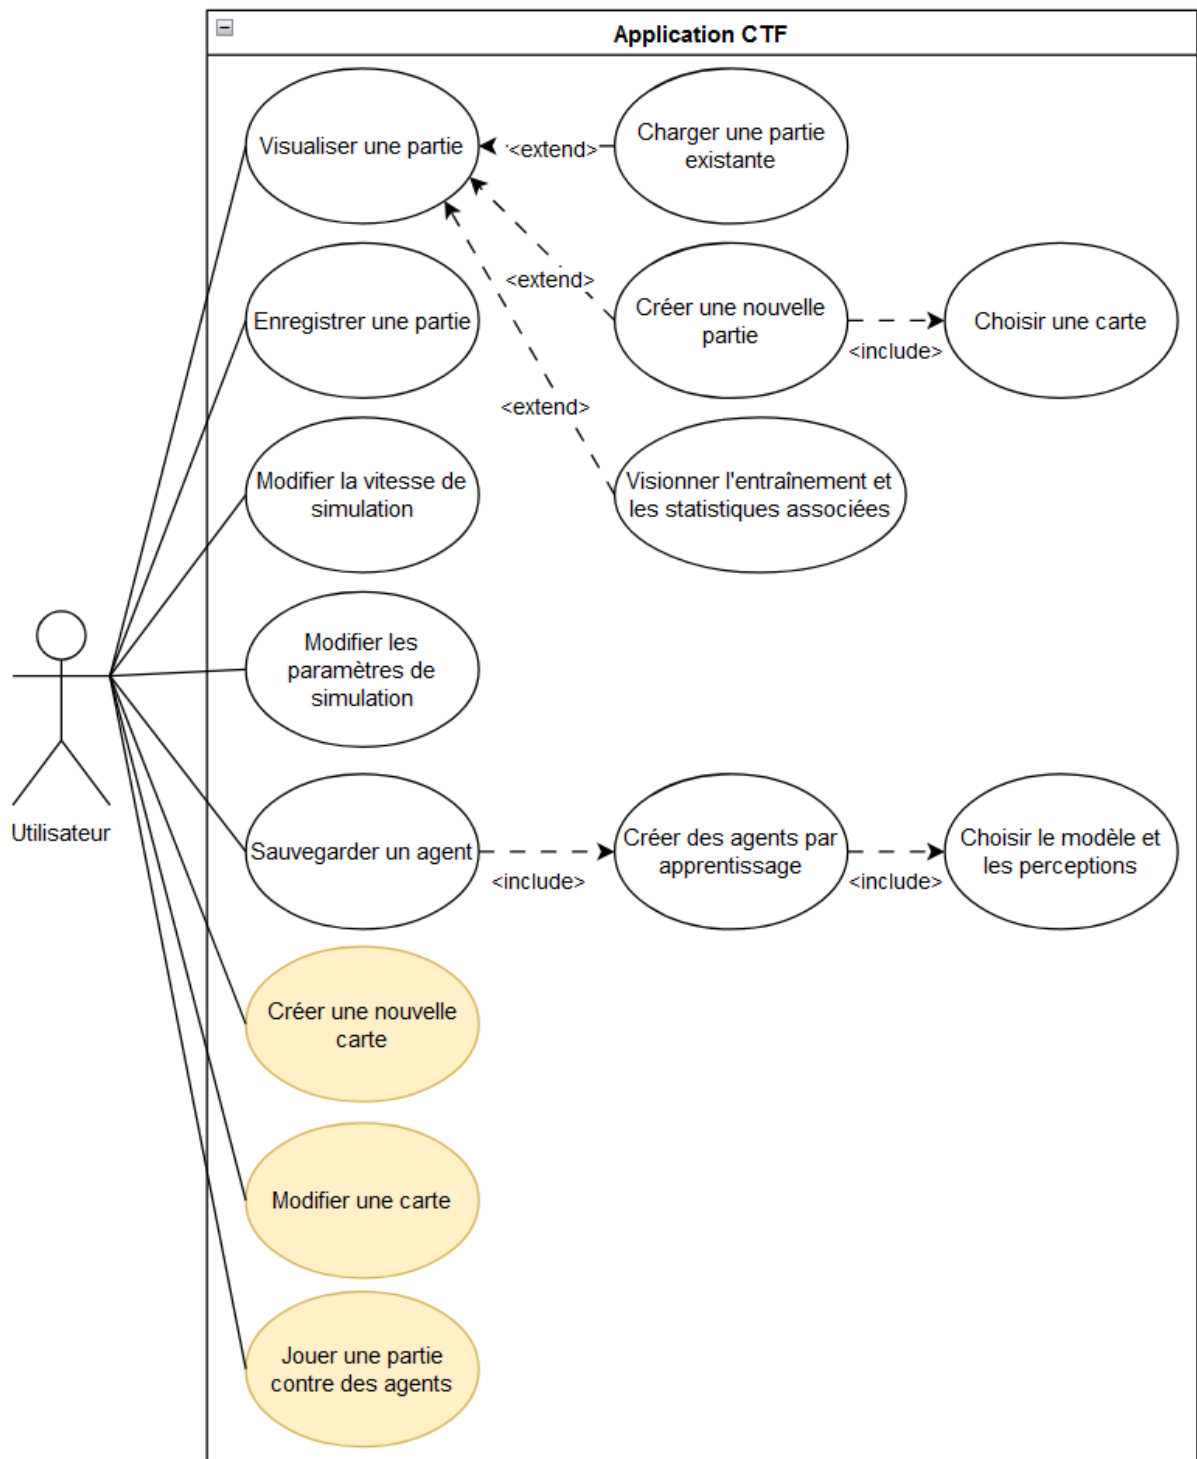 Application CTF
Visualiser une partie
<extend>
Charger une partie
existante
<extend>
Enregistrer une partie
Créer une nouvelle
partie
<include>
Choisir une carte
<extend>
Modifier la vitesse de
simulation
Visionner l'entraînement et
les statistiques associées
Modifier les
paramètres de
simulation
Utilisateur
Sauvegarder un agent
<include>
Créer des agents par
apprentissage
<include>
Choisir le modèle et
les perceptions
Créer une nouvelle
carte
Modifier une carte
Jouer une partie
contre des agents